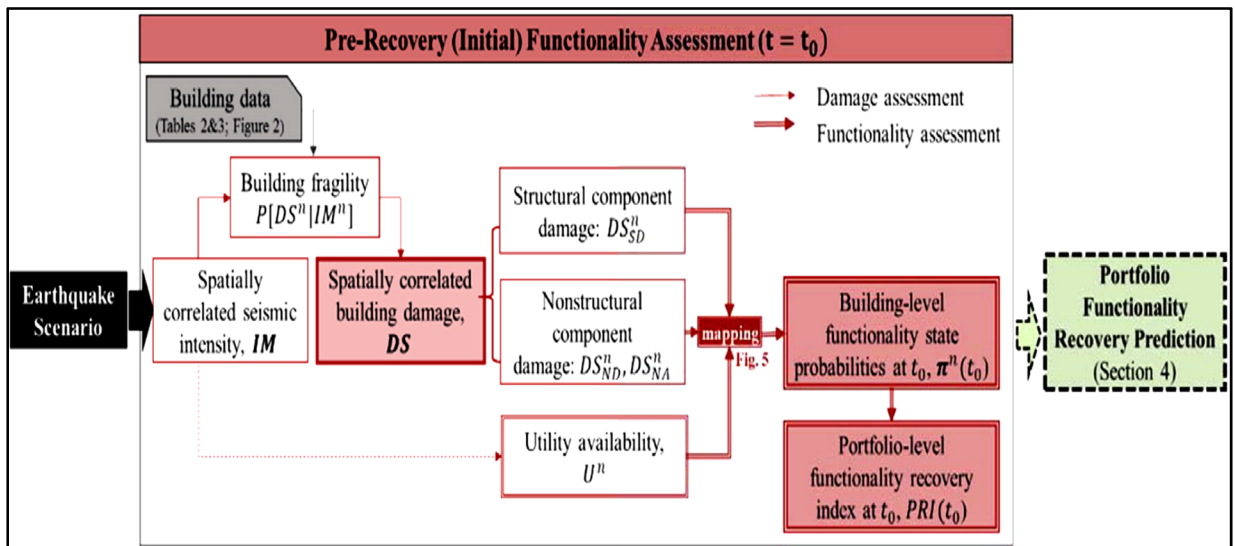 Pre-Recovery (Initial) Functionality Assessment (t = t₀)
Building data
(Tables 2&3; Figure 2)
Damage assessment
Functionality assessment
Building fragility
P[DSⁿ|IMⁿ]
Structural component
damage: DSⁿ_SD
Earthquake
Scenario
Spatially
correlated seismic
intensity, IM
Spatially correlated
building damage,
DS
Nonstructural
component
damage: DSⁿ_ND, DSⁿ_NA
mapping
Fig. 5
Building-level
functionality state
probabilities at t₀, πⁿ(t₀)
Portfolio
Functionality
Recovery Prediction
(Section 4)
Utility availability,
Uⁿ
Portfolio-level
functionality recovery
index at t₀, PRI(t₀)